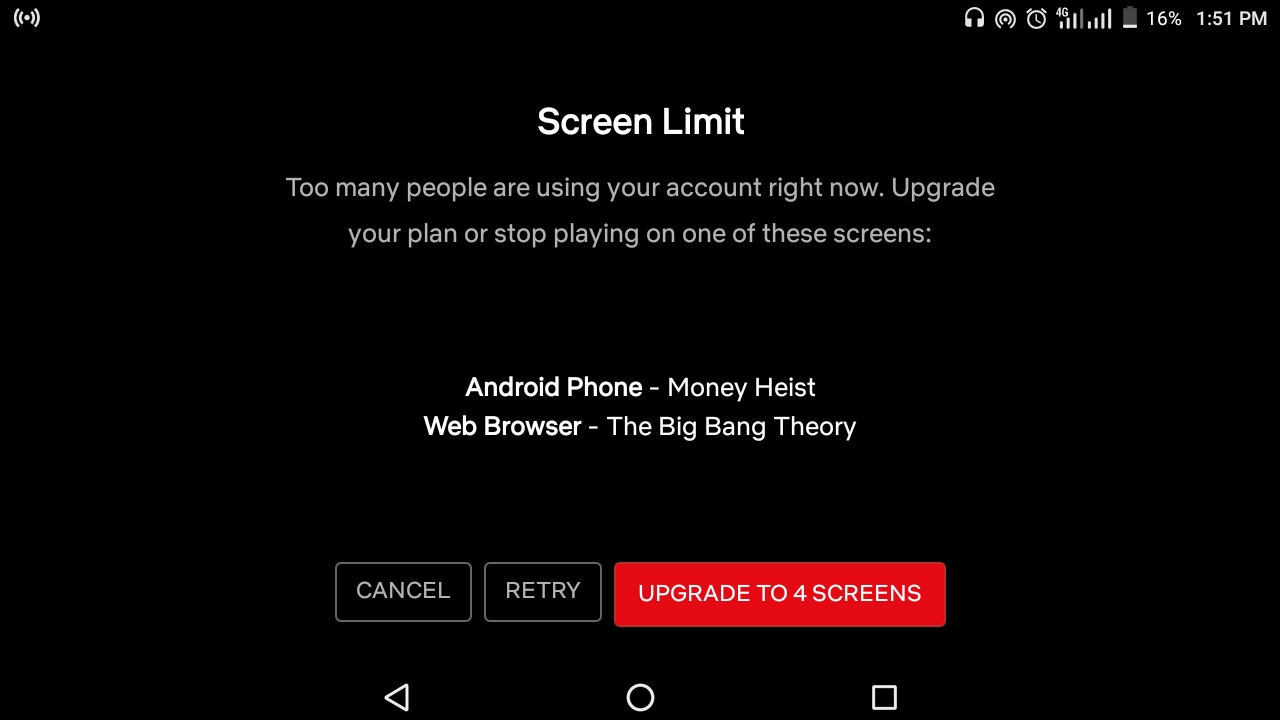 4G 16% 1:51 PM
Screen Limit
Too many people are using your account right now. Upgrade
your plan or stop playing on one of these screens:
Android Phone - Money Heist
Web Browser - The Big Bang Theory
CANCEL RETRY UPGRADE TO 4 SCREENS